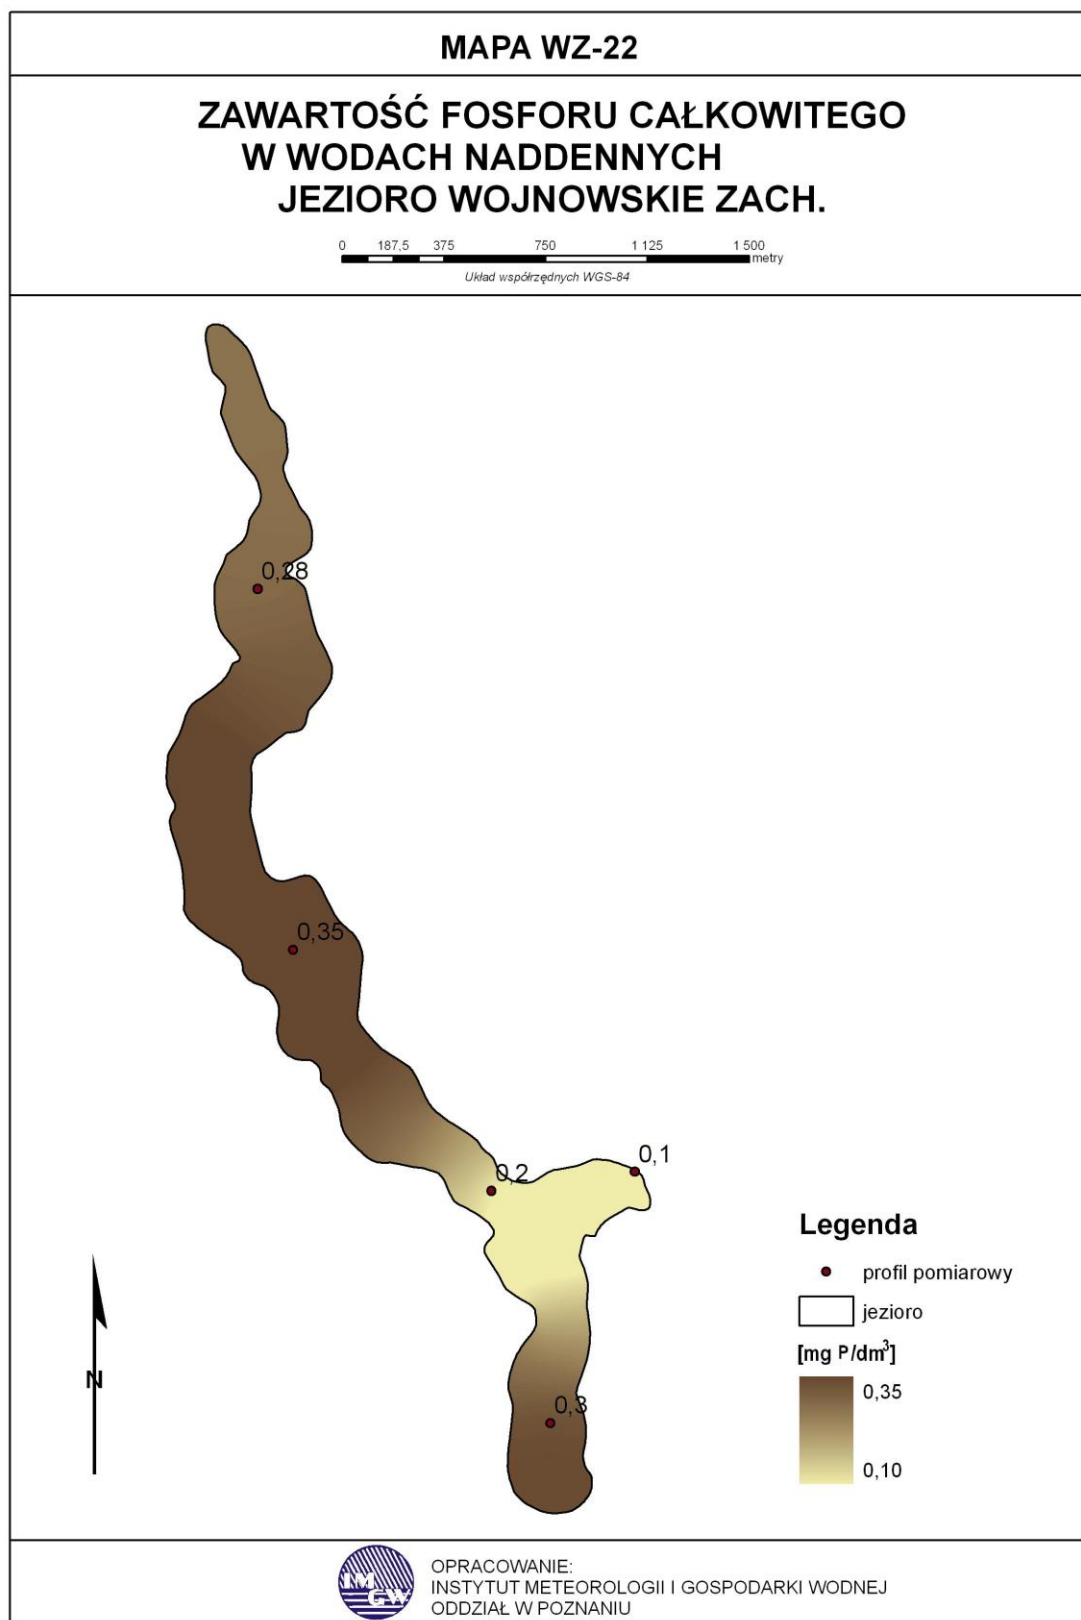 MAPA WZ-22
ZAWARTOŚĆ FOSFORU CAŁKOWITEGO
W WODACH NADDENNYCH
JEZIORO WOJNOWSKIE ZACH.
0 187,5 375 750 1 125 1 500
metry
Układ współrzędnych WGS-84
0,28
0,35
0,1
0,2
0,3
N
Legenda
profil pomiarowy
jezioro
[mg P/dm³]
0,35
0,10
IM
GW
OPRACOWANIE:
INSTYTUT METEOROLOGII I GOSPODARKI WODNEJ
ODDZIAŁ W POZNANIU